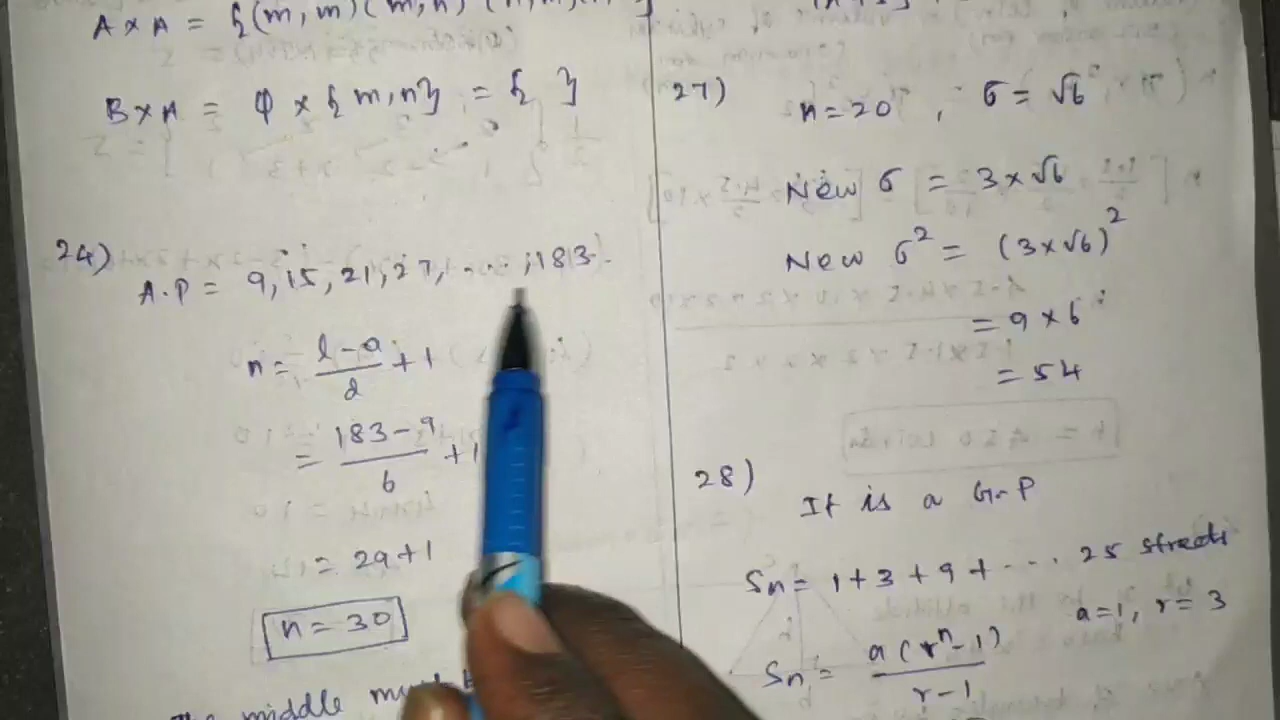 A × A = {(m,m) (m,n)
B × A = φ × {m,n} = { }
24)
A.P = 9, 15, 21, 27, ..., 183.
n = l-a/d + 1
= 183-9/6 + 1
= 29+1
n = 30
The middle must
27)
n = 20, σ = √6
New σ = 3 × √6
New σ² = (3 × √6)²
= 9 × 6
= 54
28)
It is a G.P
Sn = 1 + 3 + 9 + ... 25 streets
a = 1, r = 3
Sn = a(rⁿ-1)/r-1